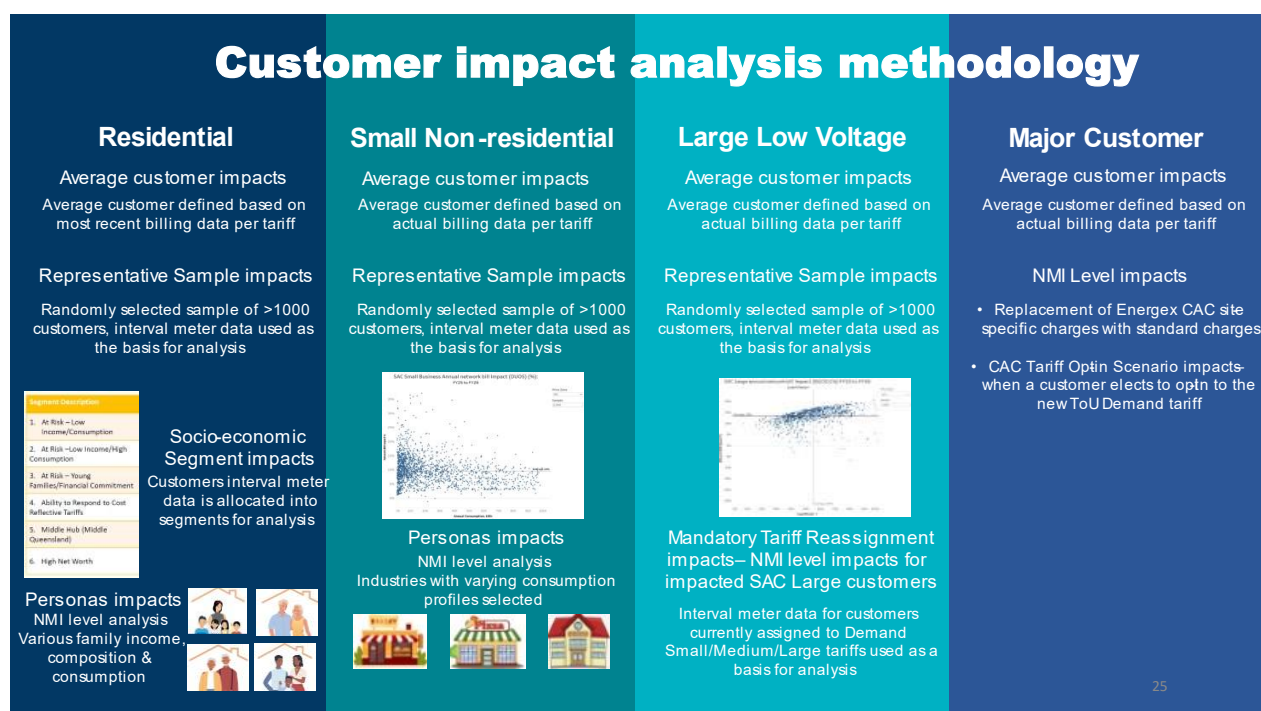 Customer impact analysis methodology
Residential
Average customer impacts
Average customer defined based on
most recent billing data per tariff
Representative Sample impacts
Randomly selected sample of >1000
customers, interval meter data used as
the basis for analysis
Segment Description
1. At Risk – Low
Income/Consumption
2. At Risk –Low Income/High
Consumption
3. At Risk – Young
Families/Financial Commitment
4. Ability to Respond to Cost
Reflective Tariffs
5. Middle Hub (Middle
Queensland)
6. High Net Worth
Socio-economic
Segment impacts
Customers interval meter
data is allocated into
segments for analysis
Personas impacts
NMI level analysis
Various family income,
composition &
consumption
Small Non-residential
Average customer impacts
Average customer defined based on
actual billing data per tariff
Representative Sample impacts
Randomly selected sample of >1000
customers, interval meter data used as
the basis for analysis
SAC Small Business Annual network bill Impact (DUOS) (%):
Personas impacts
NMI level analysis
Industries with varying consumption
profiles selected
Pizza
Large Low Voltage
Average customer impacts
Average customer defined based on
actual billing data per tariff
Representative Sample impacts
Randomly selected sample of >1000
customers, interval meter data used as
the basis for analysis
Mandatory Tariff Reassignment
impacts– NMI level impacts for
impacted SAC Large customers
Interval meter data for customers
currently assigned to Demand
Small/Medium/Large tariffs used as a
basis for analysis
Major Customer
Average customer impacts
Average customer defined based on
actual billing data per tariff
NMI Level impacts
• Replacement of Energex CAC site
specific charges with standard charges
• CAC Tariff Opt-in Scenario impacts-
when a customer elects to opt-in to the
new ToU Demand tariff
25